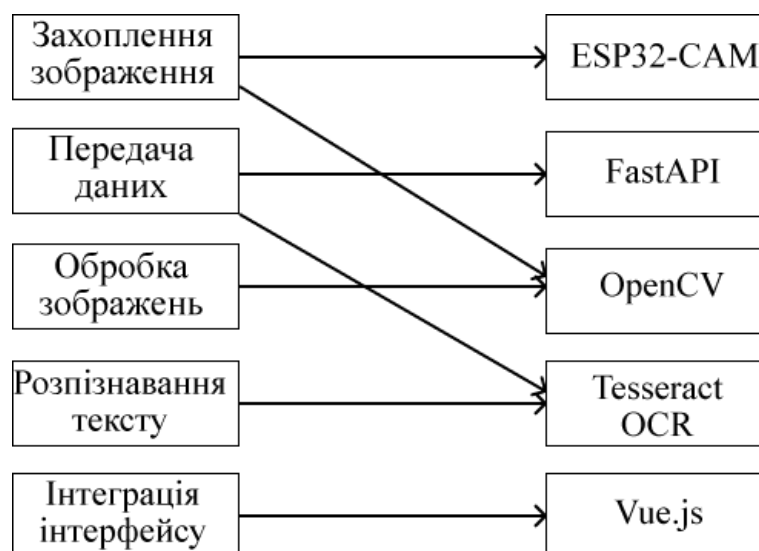 Захоплення
зображення
ESP32-CAM
Передача
даних
FastAPI
Обробка
зображень
OpenCV
Розпізнавання
тексту
Tesseract
OCR
Інтеграція
інтерфейсу
Vue.js